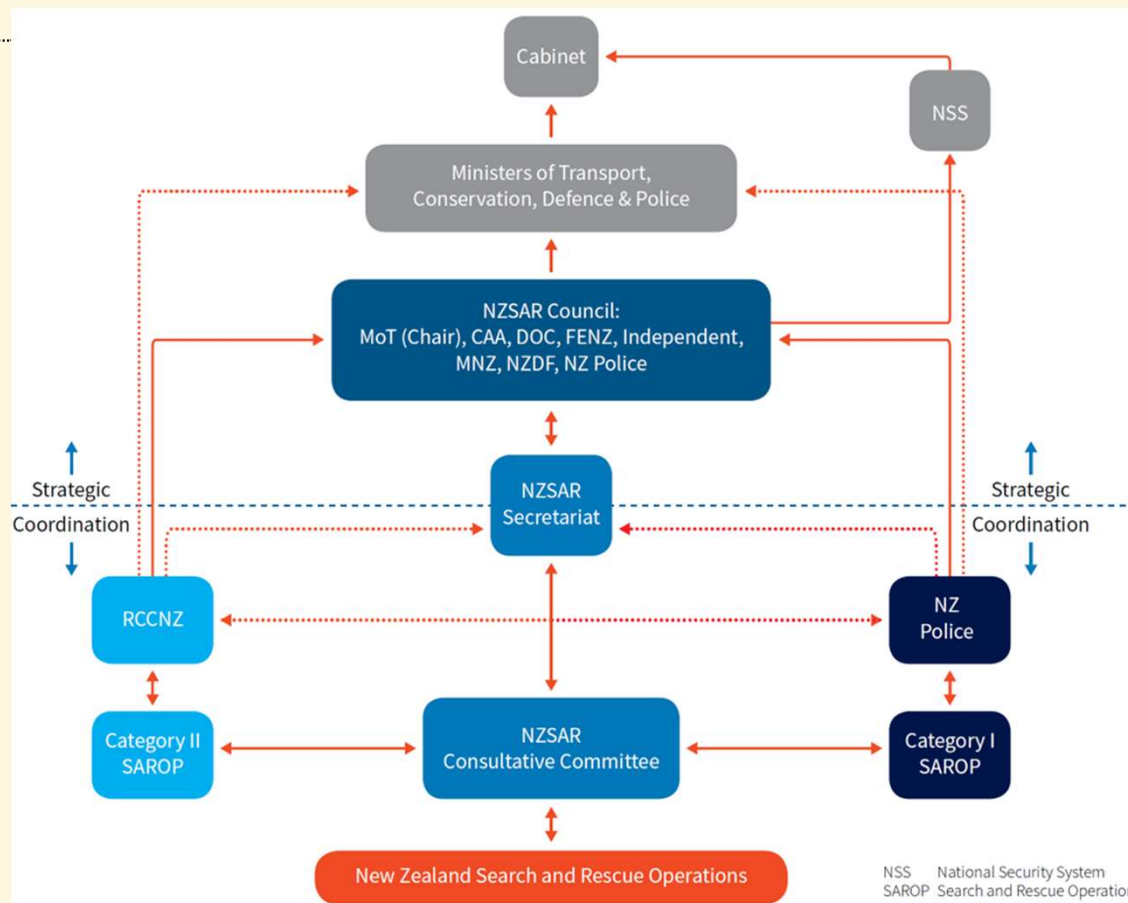 Cabinet
NSS
Ministers of Transport,
Conservation, Defence & Police
NZSAR Council:
MoT (Chair), CAA, DOC, FENZ, Independent,
MNZ, NZDF, NZ Police
Strategic
Coordination
NZSAR
Secretariat
Strategic
Coordination
RCCNZ
NZ
Police
Category II
SAROP
NZSAR
Consultative Committee
Category I
SAROP
New Zealand Search and Rescue Operations
NSS National Security System
SAROP Search and Rescue Operation